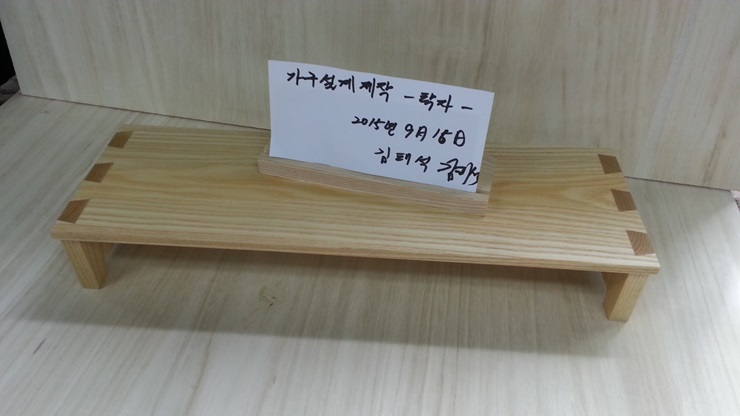 가구설계제작 - 탁자 -
2015년 9月 15日
김태석